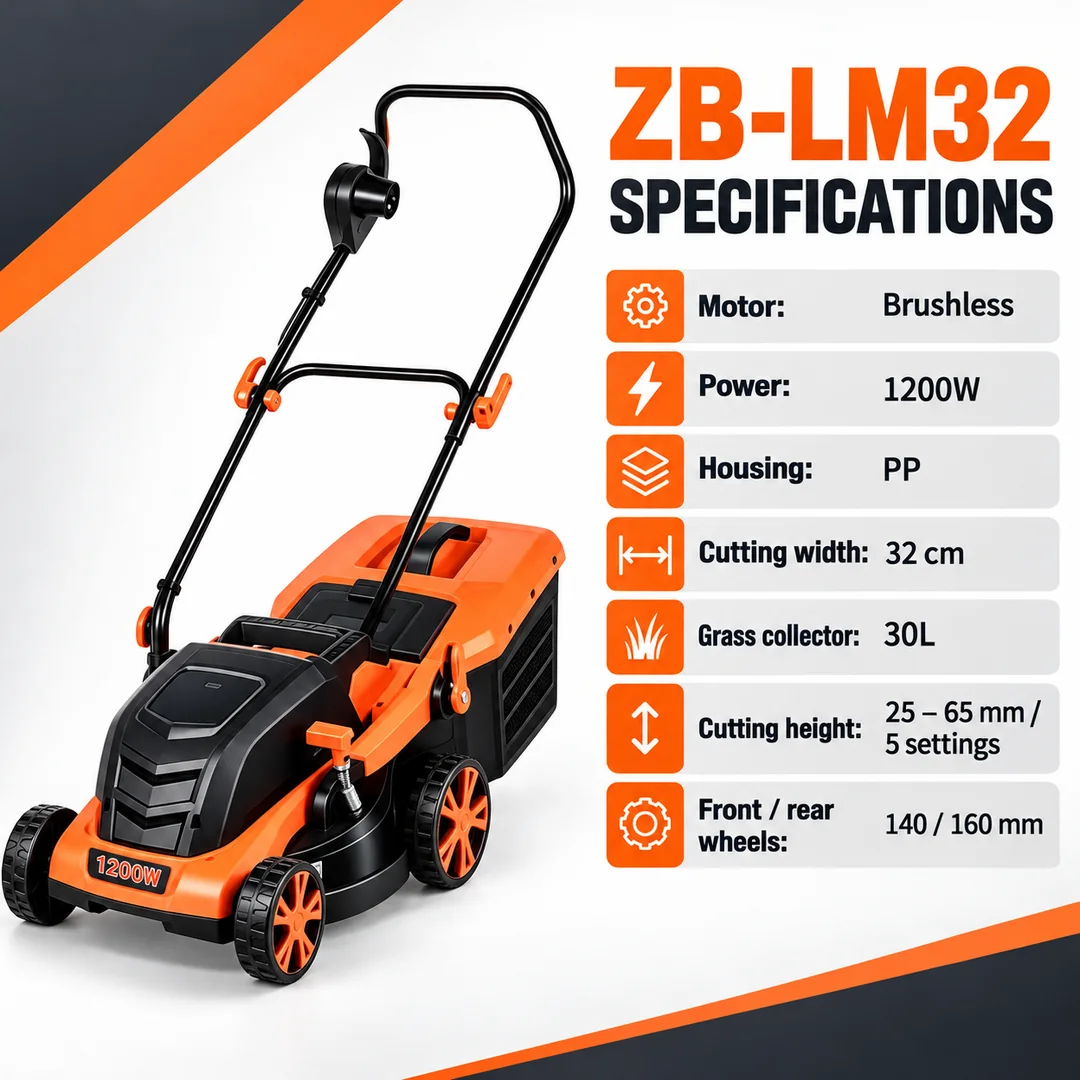 ZB-LM32
SPECIFICATIONS
Motor: Brushless
Power: 1200W
Housing: PP
Cutting width: 32 cm
Grass collector: 30L
Cutting height: 25 – 65 mm /
5 settings
Front / rear
wheels: 140 / 160 mm
1200W